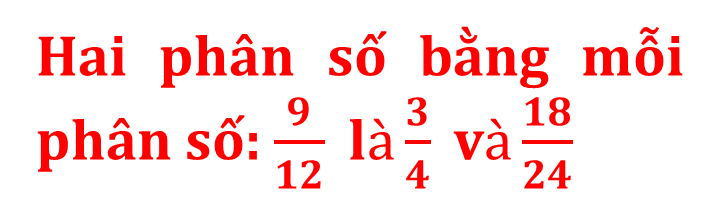 Hai phân số bằng mỗi
phân số: 9/12 là 3/4 và 18/24